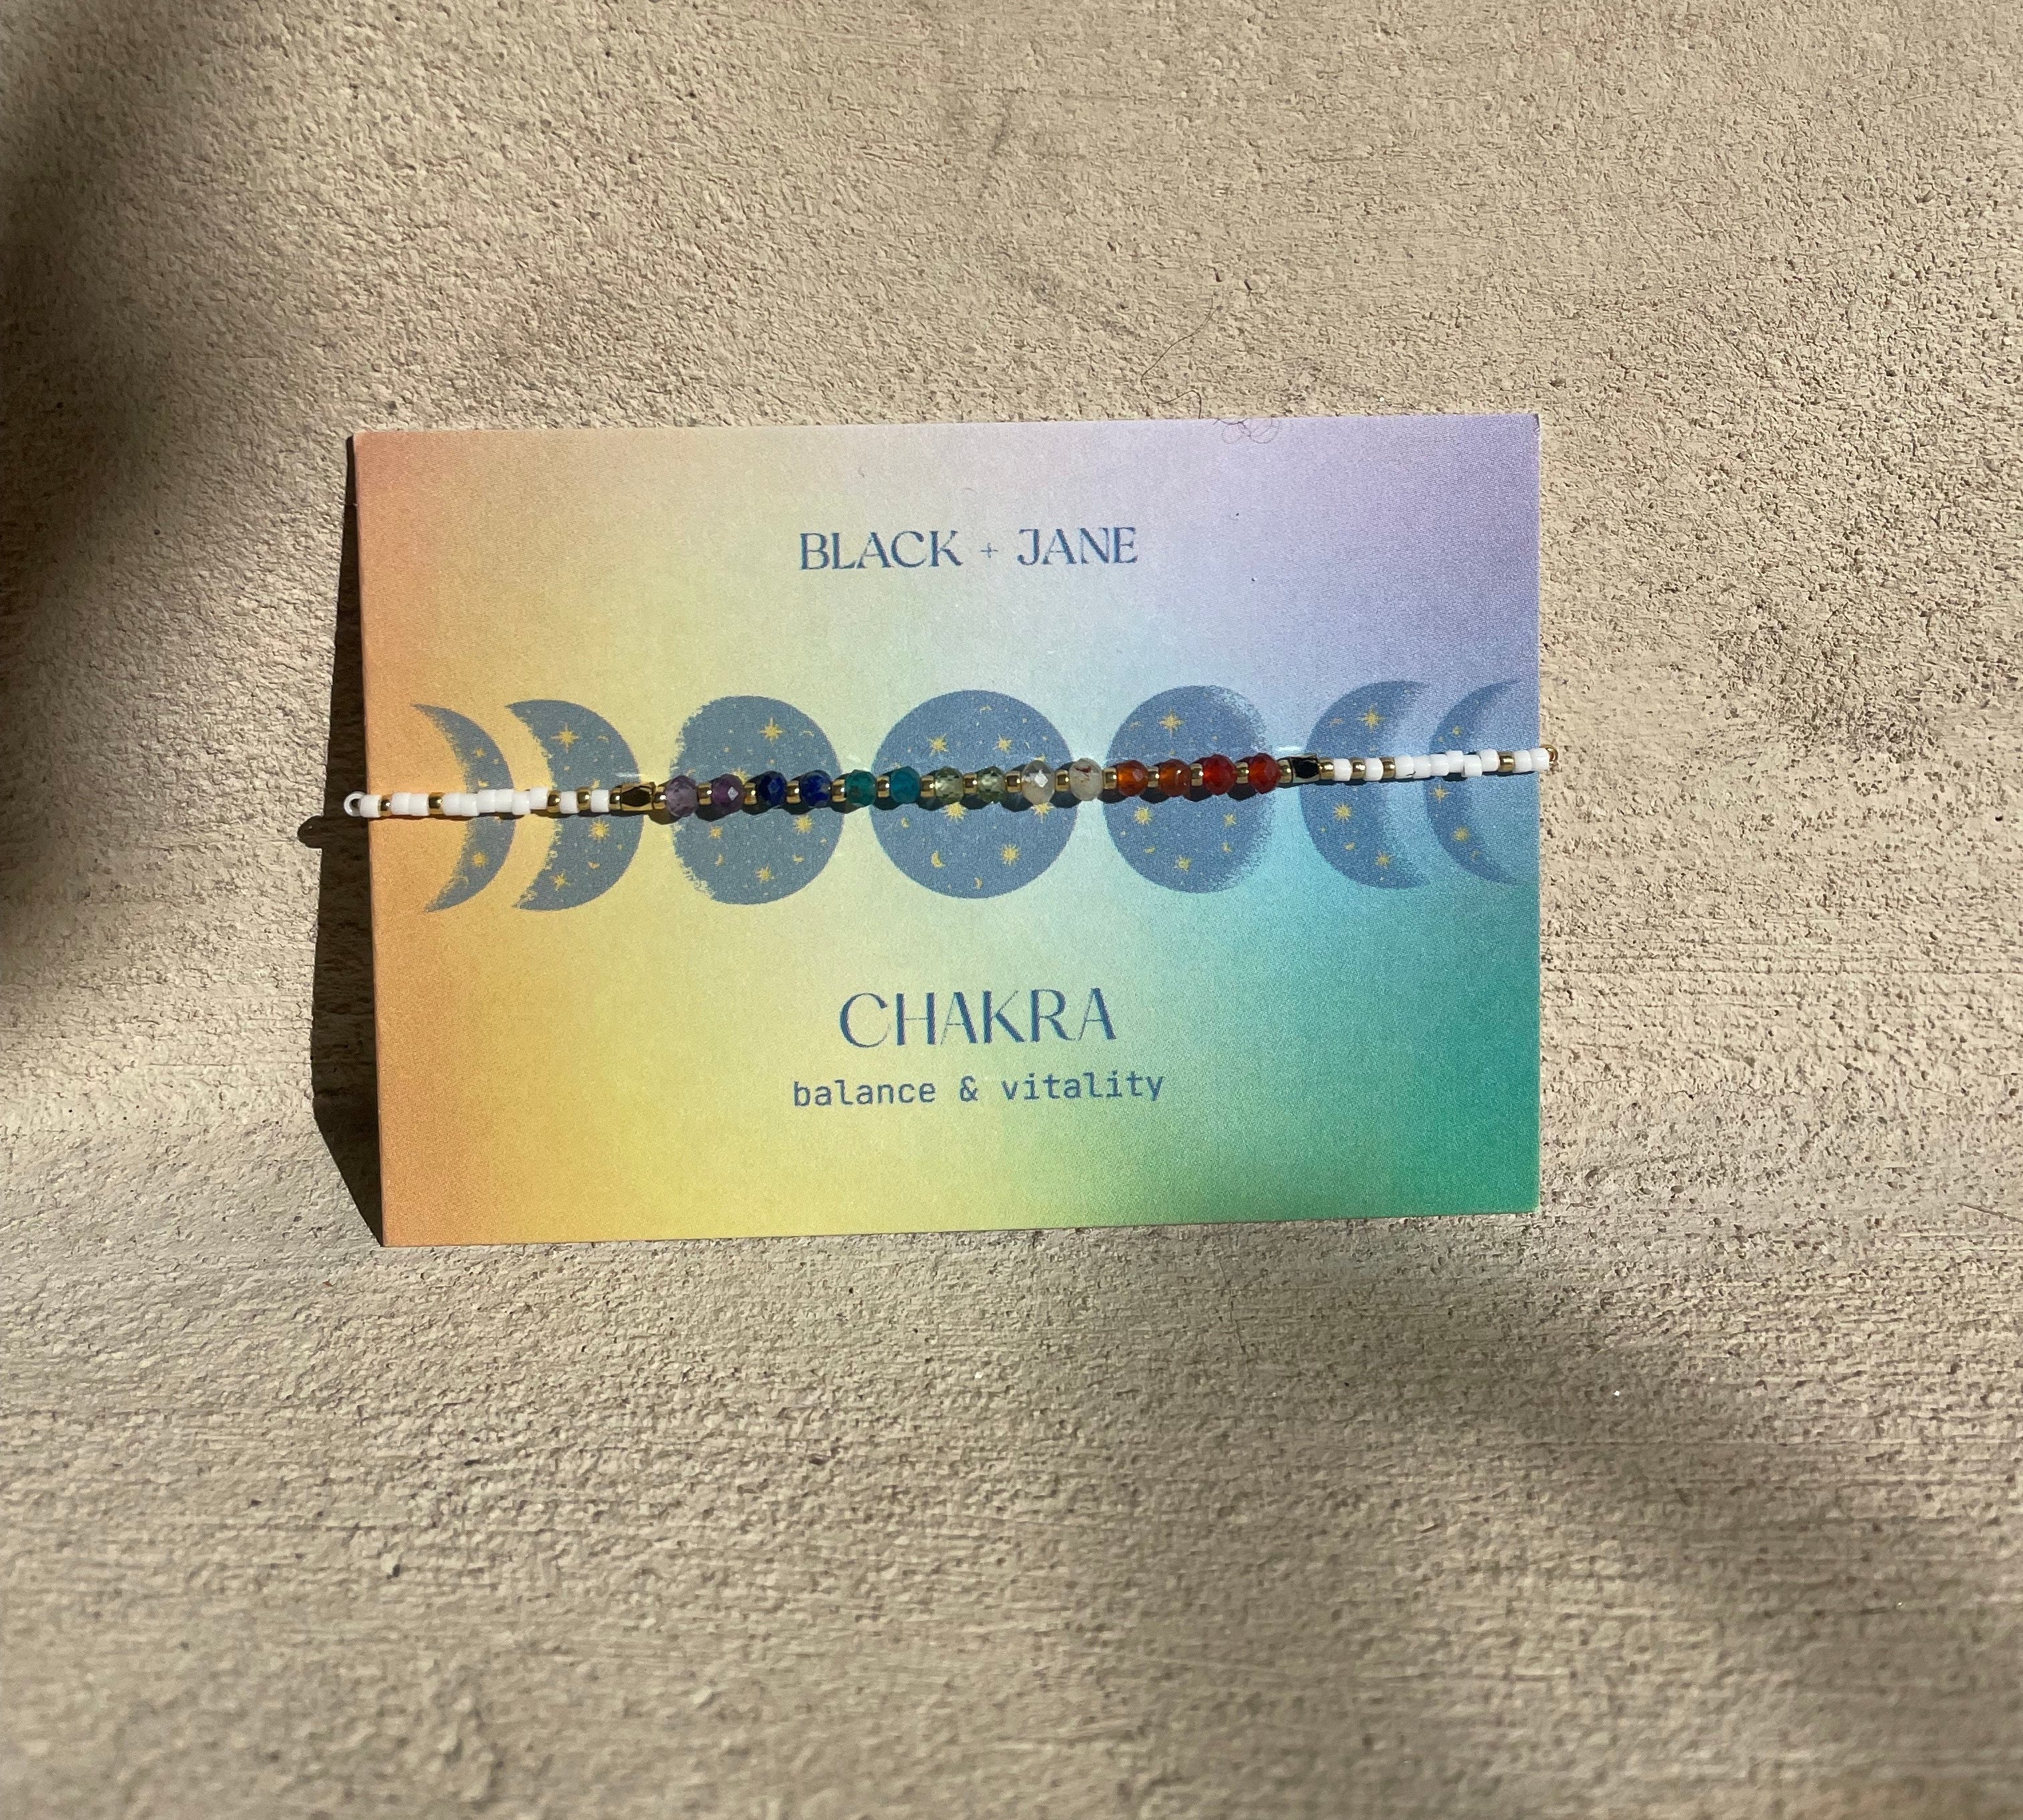 BLACK + JANE
CHAKRA
balance & vitality